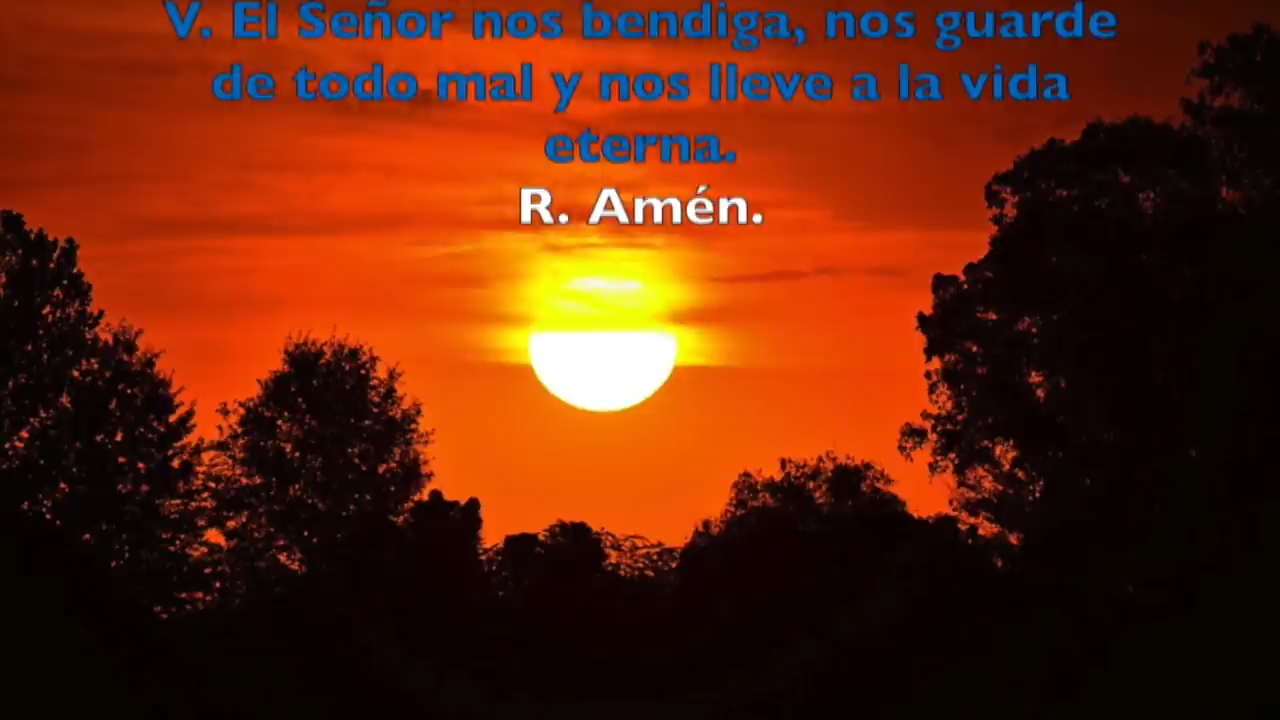 V. El Señor nos bendiga, nos guarde
de todo mal y nos lleve a la vida
eterna.
R. Amén.